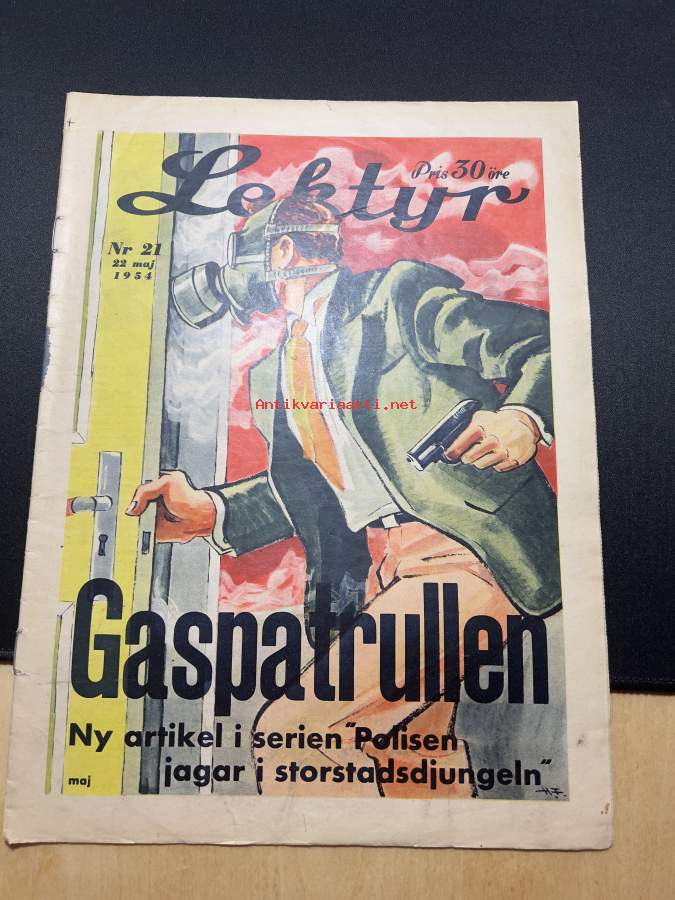 Lektyr
Pris 30 öre
Nr 21
22 maj
1954
Antikvariaatti.net
Gaspatrullen
Ny artikel i serien "Polisen
jagar i storstadsdjungeln"
maj